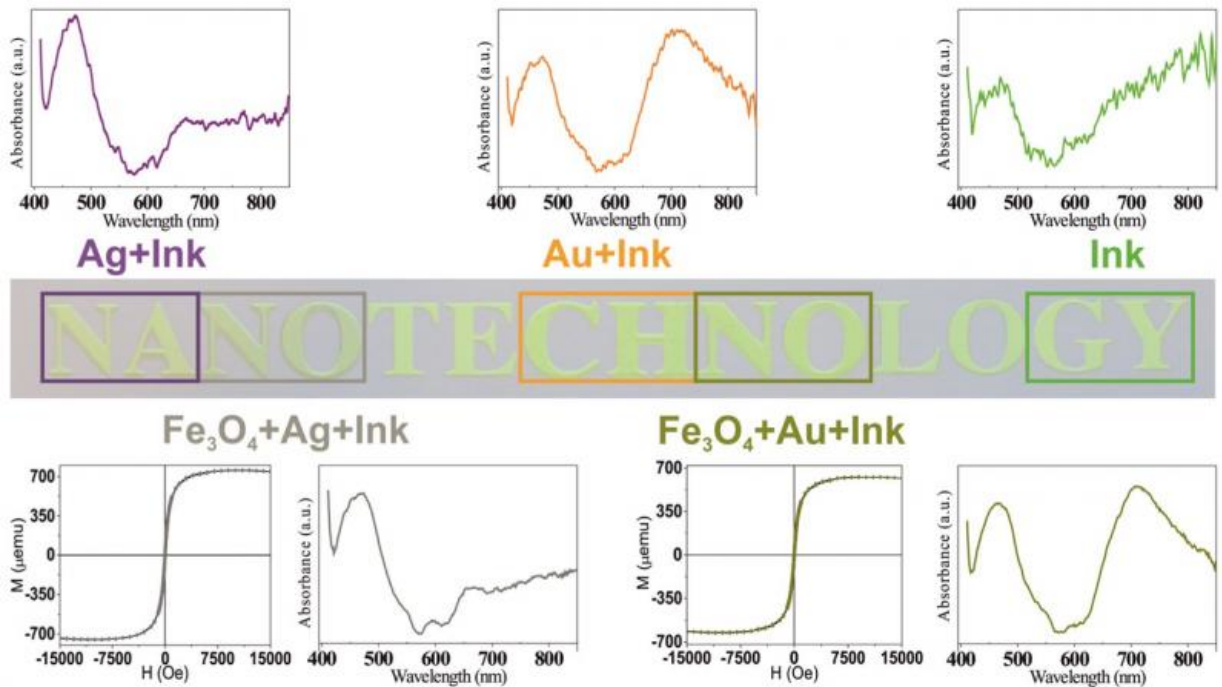 Absorbance (a.u.)
400 500 600 700 800
Wavelength (nm)
Absorbance (a.u.)
400 500 600 700 800
Wavelength (nm)
Absorbance (a.u.)
400 500 600 700 800
Wavelength (nm)
Ag+Ink
Au+Ink
Ink
NANOTECHNOLOGY
Fe₃O₄+Ag+Ink
Fe₃O₄+Au+Ink
M (μemu)
700
350
0
-350
-700
-15000 -7500 0 7500 15000
H (Oe)
Absorbance (a.u.)
400 500 600 700 800
Wavelength (nm)
M (μemu)
700
350
0
-350
-700
-15000 -7500 0 7500 15000
H (Oe)
Absorbance (a.u.)
400 500 600 700 800
Wavelength (nm)